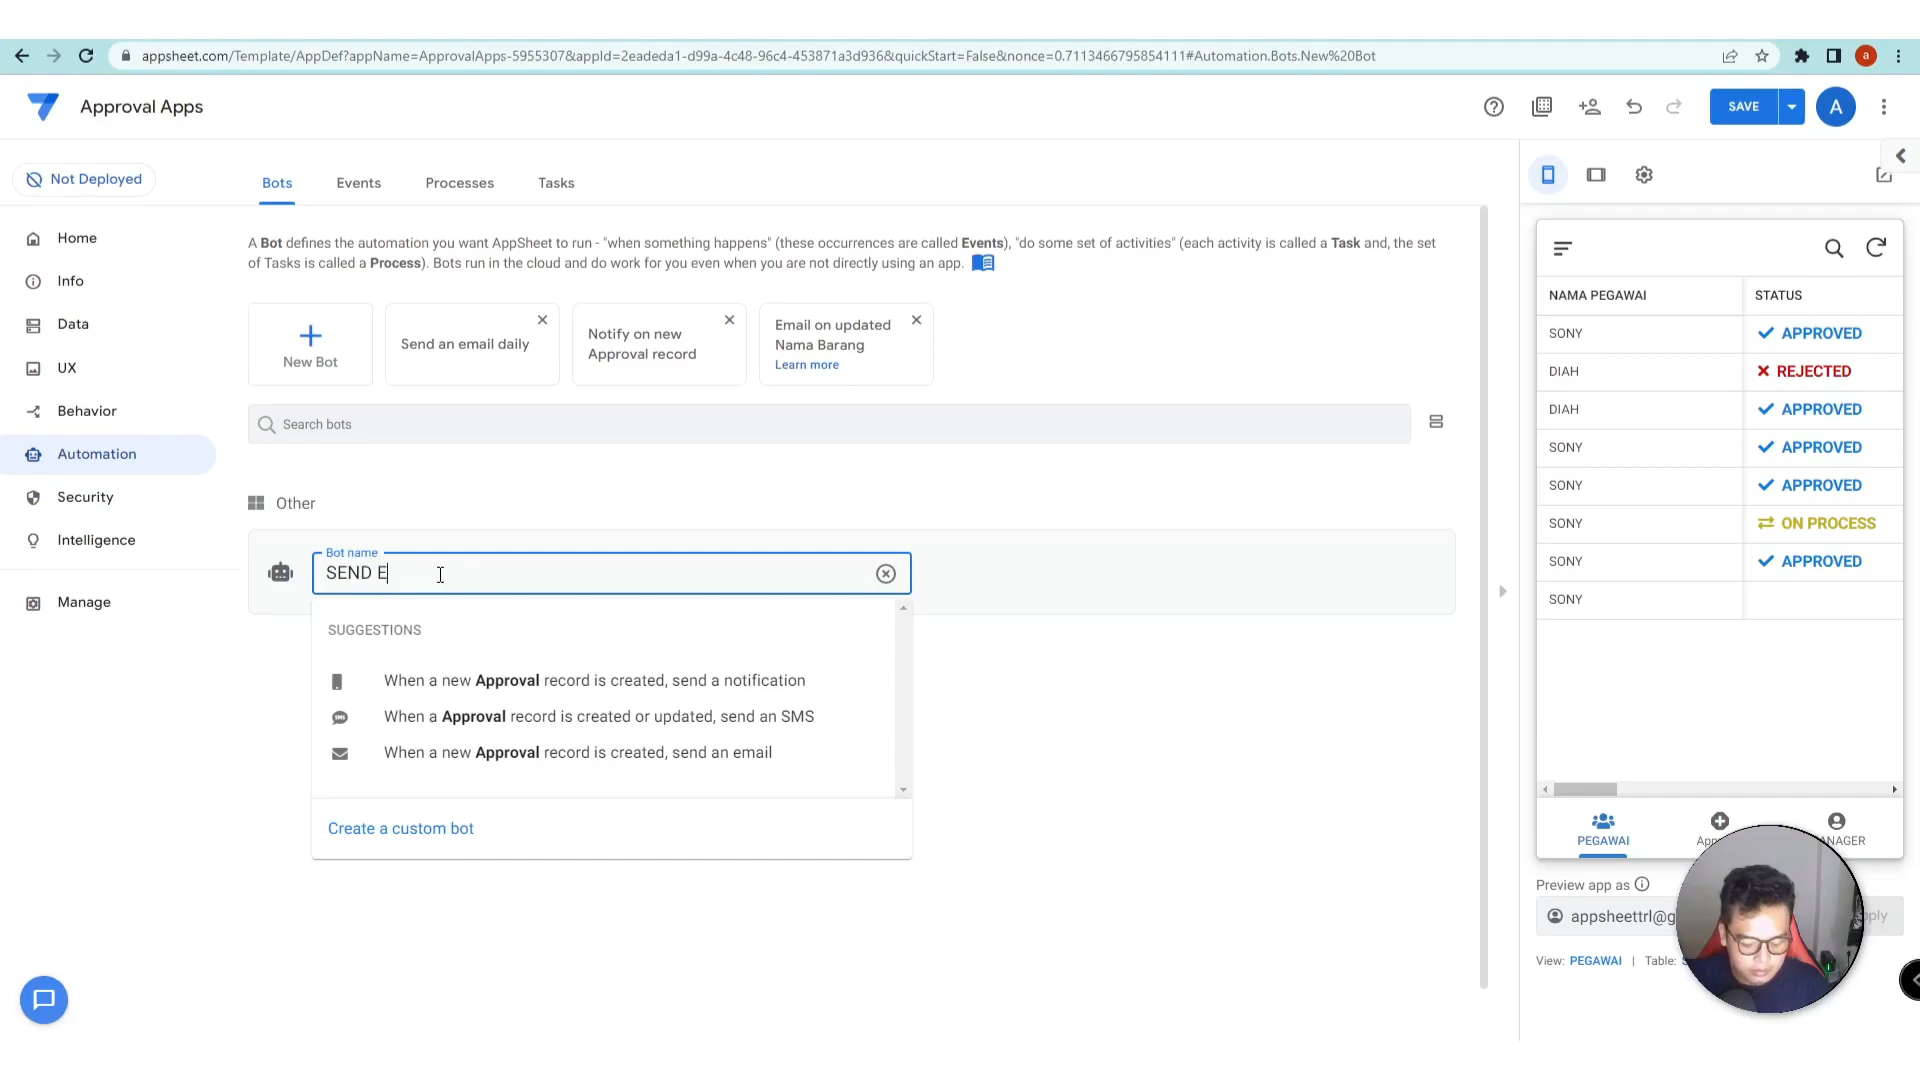 appsheet.com/Template/AppDef?appName=ApprovalApps-5955307&appId=2eadeda1-d99a-4c48-96c4-453871a3d936&quickStart=False&nonce=0.7113466795854111#Automation.Bots.New%20Bot
a
Approval Apps
SAVE
A
Not Deployed
Bots
Events
Processes
Tasks
Home
Info
Data
UX
Behavior
Automation
Security
Intelligence
Manage
A Bot defines the automation you want AppSheet to run - "when something happens" (these occurrences are called Events), "do some set of activities" (each activity is called a Task and, the set
of Tasks is called a Process). Bots run in the cloud and do work for you even when you are not directly using an app.
New Bot
Send an email daily
Notify on new
Approval record
Email on updated
Nama Barang
Learn more
Search bots
Other
Bot name
SEND E
SUGGESTIONS
When a new Approval record is created, send a notification
SMS
When a Approval record is created or updated, send an SMS
When a new Approval record is created, send an email
Create a custom bot
NAMA PEGAWAI STATUS
SONY APPROVED
DIAH REJECTED
DIAH APPROVED
SONY APPROVED
SONY APPROVED
SONY ON PROCESS
SONY APPROVED
SONY
PEGAWAI
Preview app as
appsheettrl@g
View: PEGAWAI | Table: